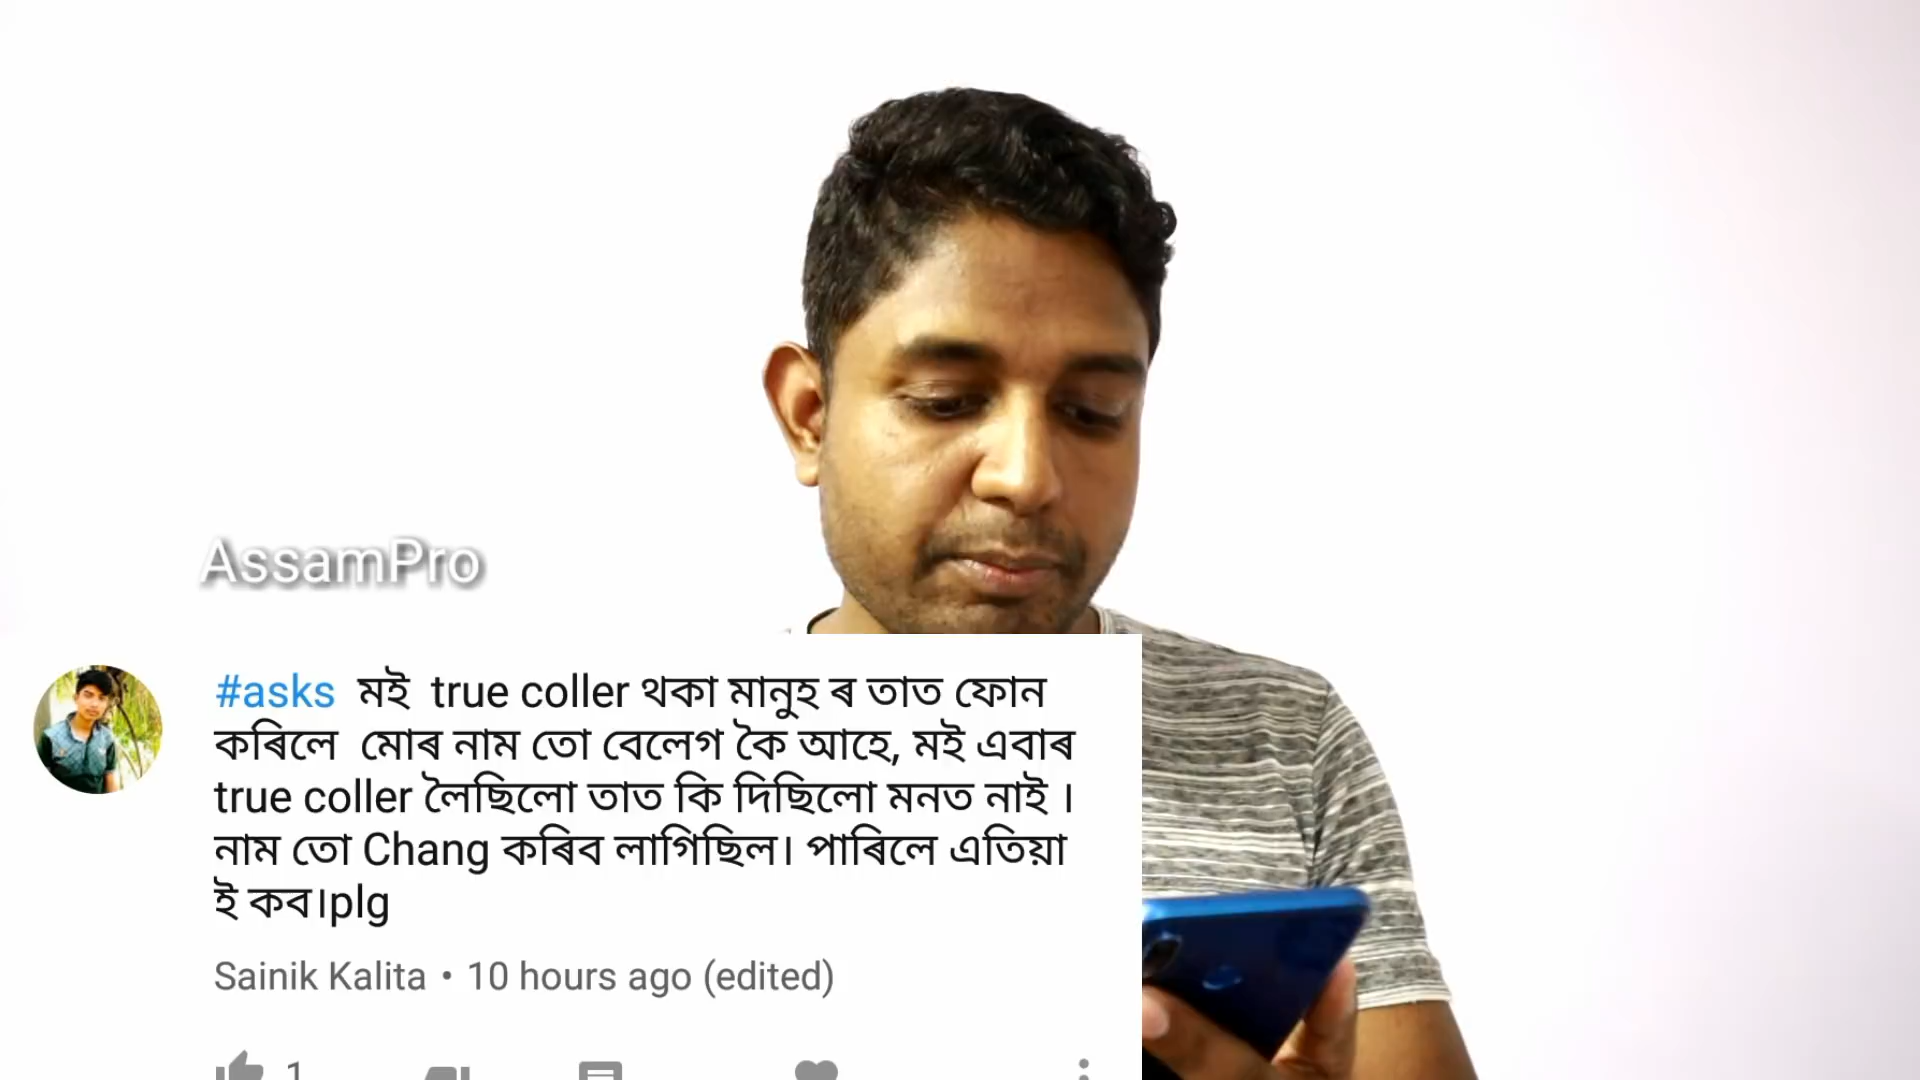 AssamPro
#asks মই true coller থকা মানুহ ৰ তাত ফোন
কৰিলে মোৰ নাম তো বেলেগ কৈ আহে, মই এবাৰ
true coller লৈছিলো তাত কি দিছিলো মনত নাই ।
নাম তো Chang কৰিব লাগিছিল। পাৰিলে এতিয়া
ই কব।plg
Sainik Kalita • 10 hours ago (edited)
1